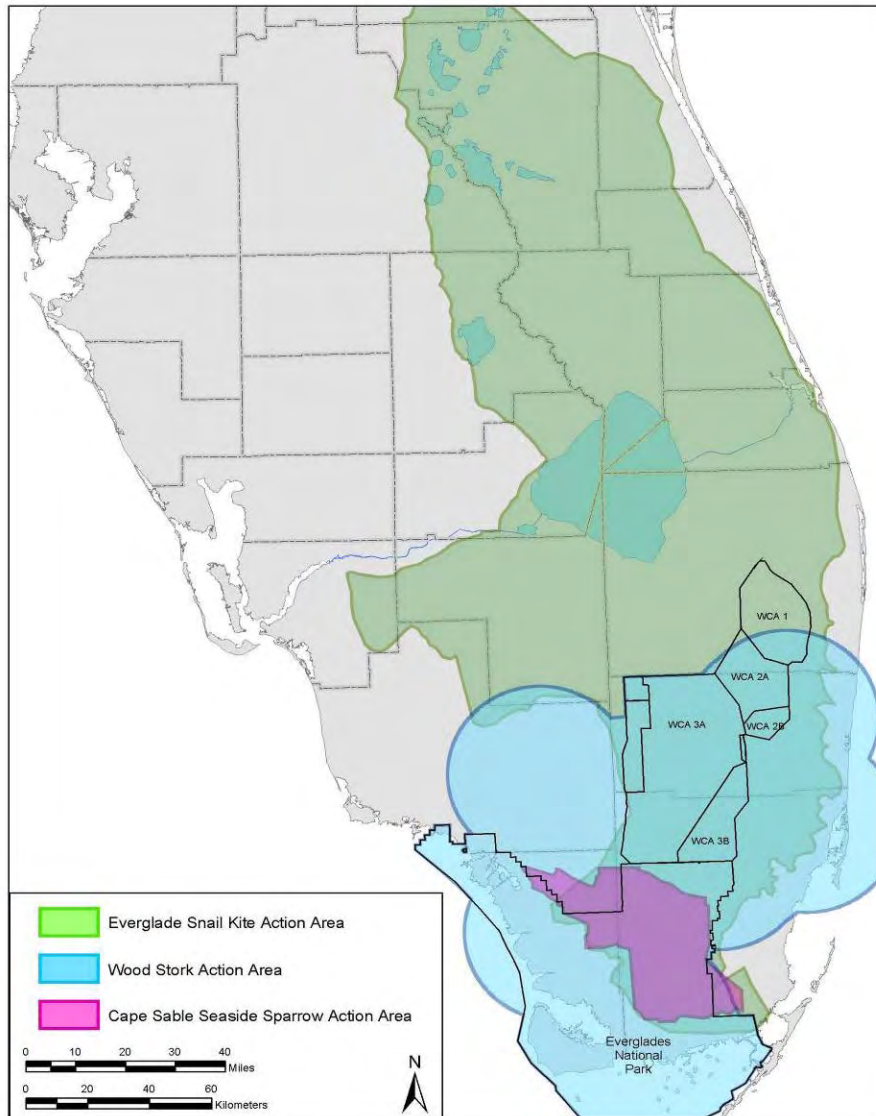 WCA 1
WCA 2A
WCA 2B
WCA 3A
WCA 3B
Everglades
National
Park
Everglade Snail Kite Action Area
Wood Stork Action Area
Cape Sable Seaside Sparrow Action Area
0 10 20 30 40
Miles
0 20 40 60
Kilometers
N